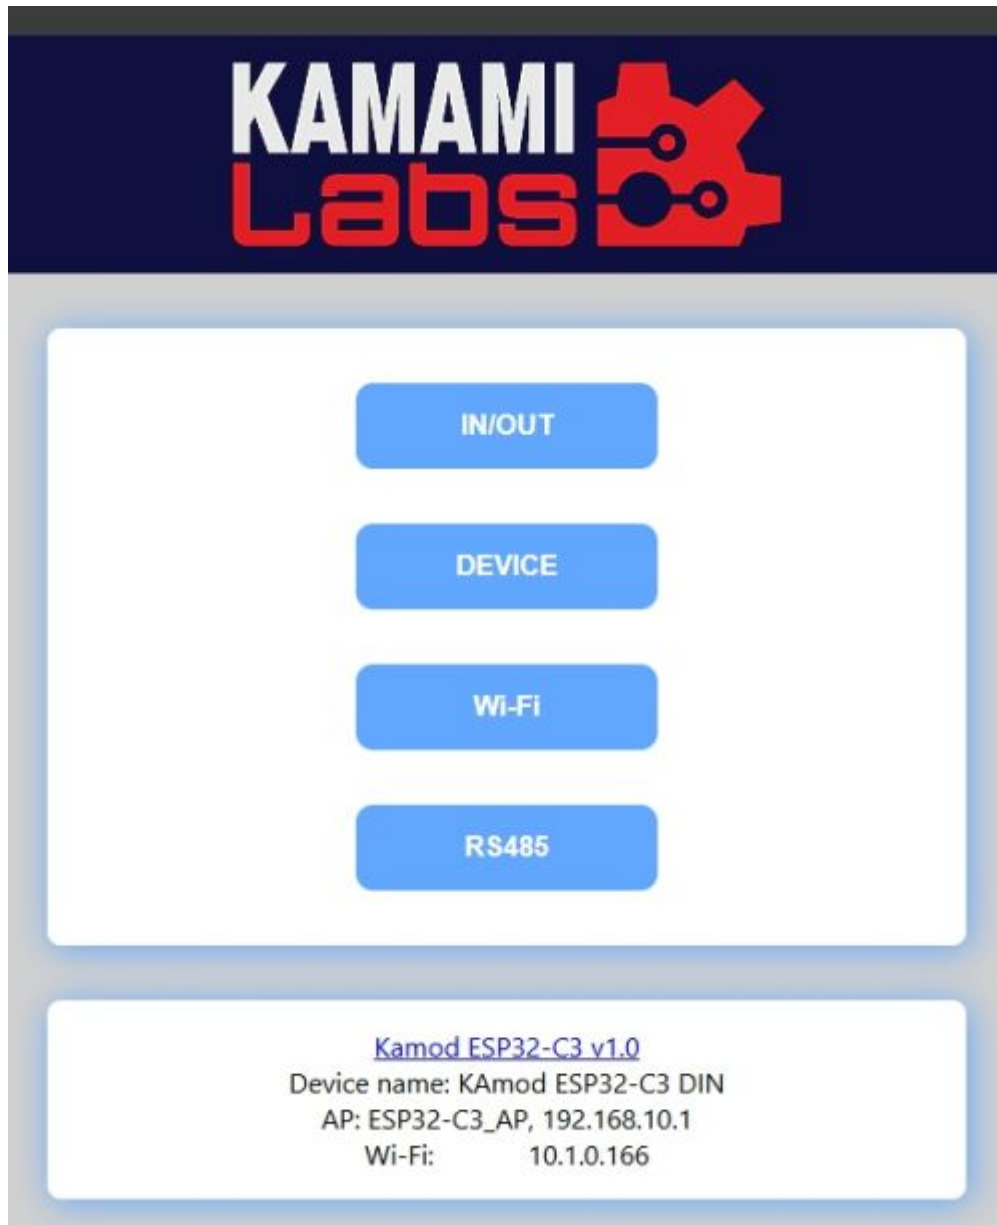 KAMAMI
Labs
IN/OUT
DEVICE
Wi-Fi
RS485
Kamod ESP32-C3 v1.0
Device name: KAmod ESP32-C3 DIN
AP: ESP32-C3_AP, 192.168.10.1
Wi-Fi: 10.1.0.166